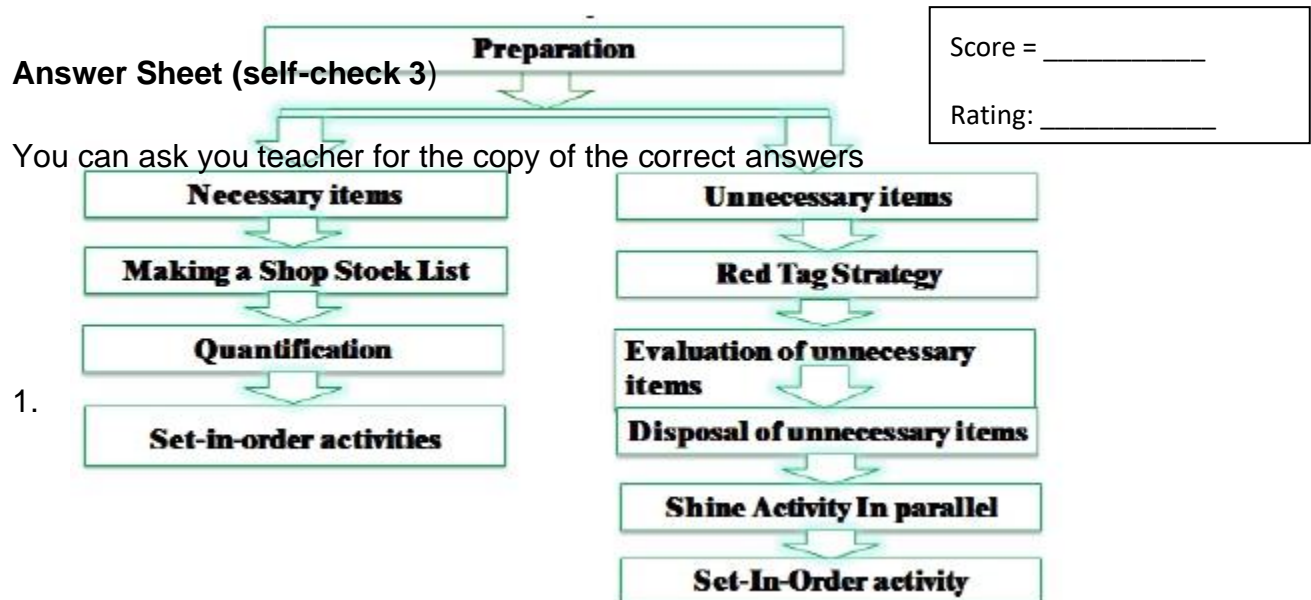 Preparation
Score = ___________
Answer Sheet (self-check 3)
Rating: ____________
You can ask you teacher for the copy of the correct answers
Necessary items
Unnecessary items
Making a Shop Stock List
Red Tag Strategy
Quantification
Evaluation of unnecessary
items
1.
Set-in-order activities
Disposal of unnecessary items
Shine Activity In parallel
Set-In-Order activity